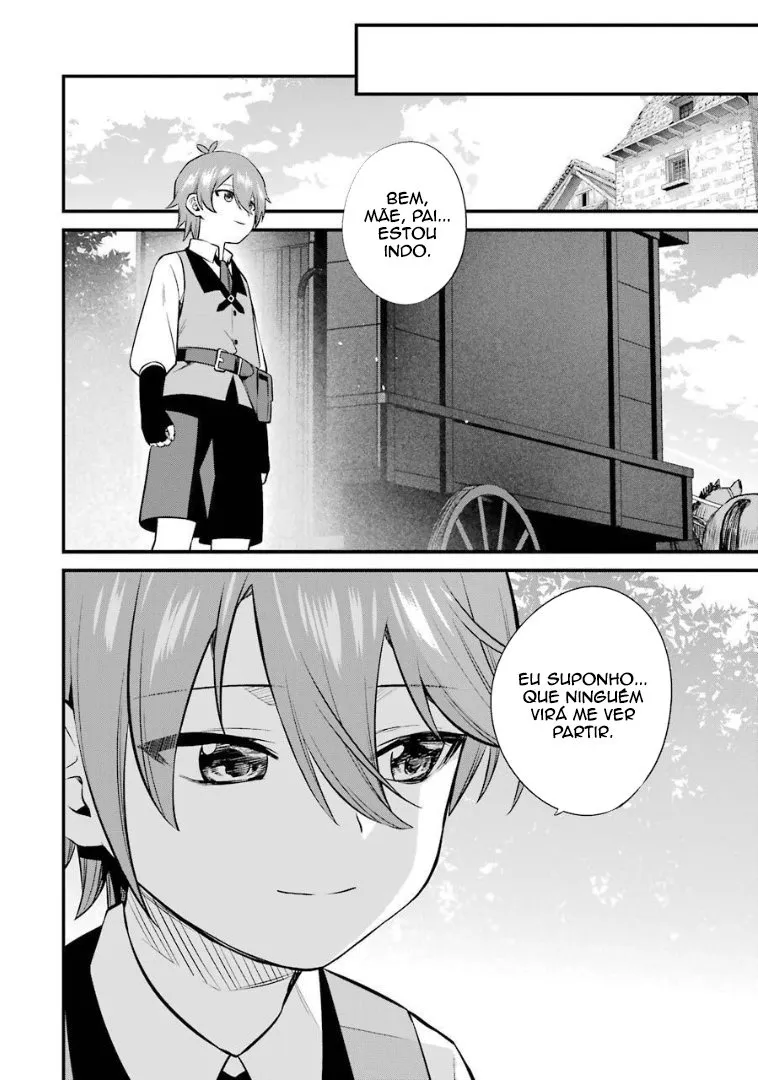 BEM,
MÃE, PAI...
ESTOU
INDO.
EU SUPONHO...
QUE NINGUÉM
VIRÁ ME VER
PARTIR.